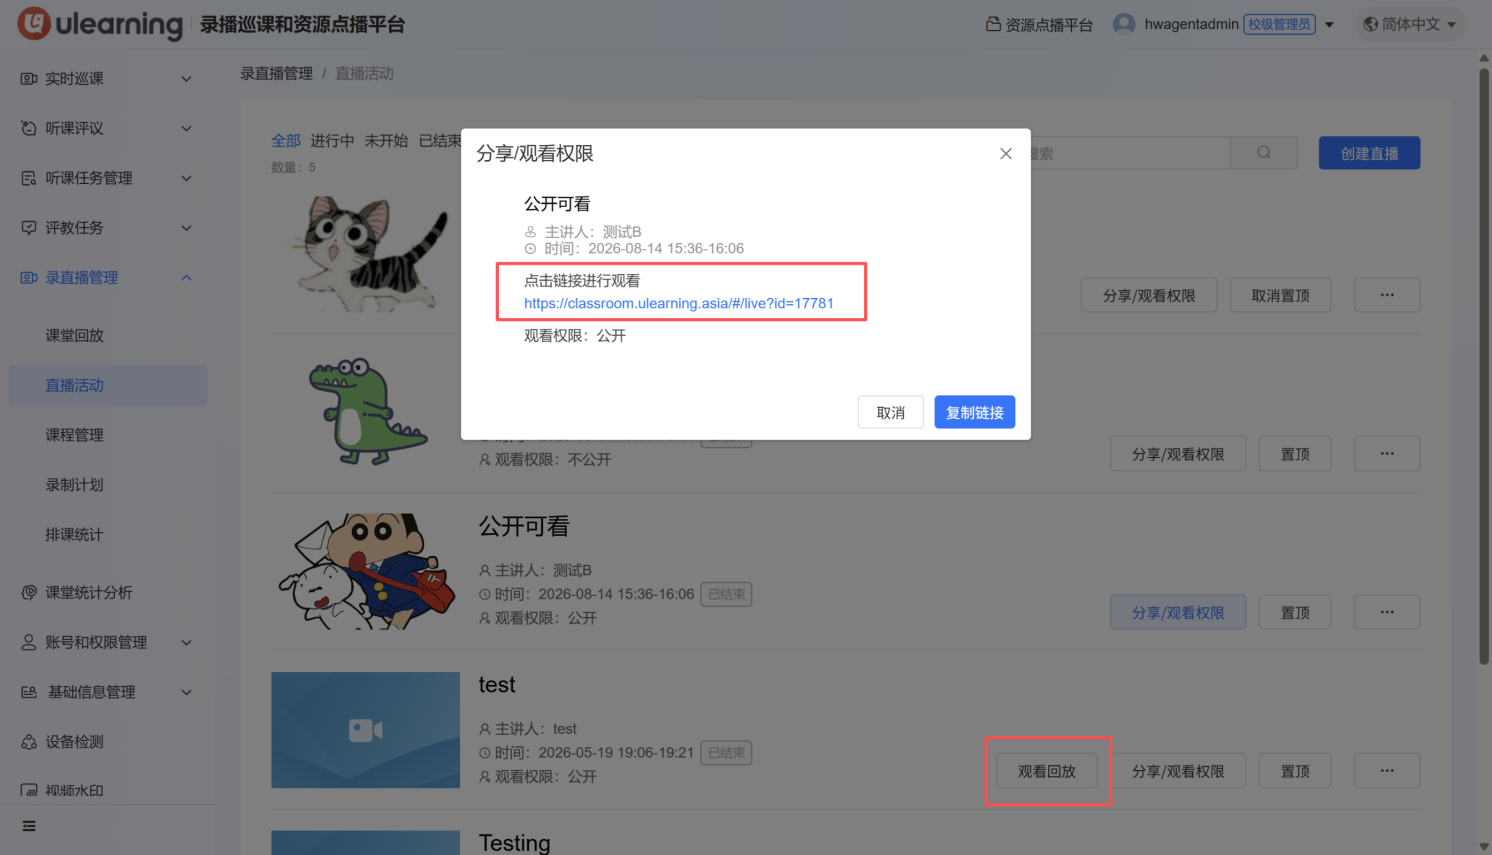 ulearning 录播巡课和资源点播平台
资源点播平台
hwagentadmin 校级管理员
简体中文
实时巡课
听课评议
听课任务管理
评教任务
录直播管理
课堂回放
直播活动
课程管理
录制计划
排课统计
课堂统计分析
账号和权限管理
基础信息管理
设备检测
视频水印
录直播管理 / 直播活动
全部 进行中 未开始 已结束
数量：5
搜索
创建直播
分享/观看权限
公开可看
主讲人：测试B
时间：2026-08-14 15:36-16:06
点击链接进行观看
https://classroom.ulearning.asia/#/live?id=17781
观看权限：公开
取消
复制链接
分享/观看权限 取消置顶 ···
观看权限：不公开
分享/观看权限 置顶 ···
公开可看
主讲人：测试B
时间：2026-08-14 15:36-16:06 已结束
观看权限：公开
分享/观看权限 置顶 ···
test
主讲人：test
时间：2026-05-19 19:06-19:21 已结束
观看权限：公开
观看回放 分享/观看权限 置顶 ···
Testing